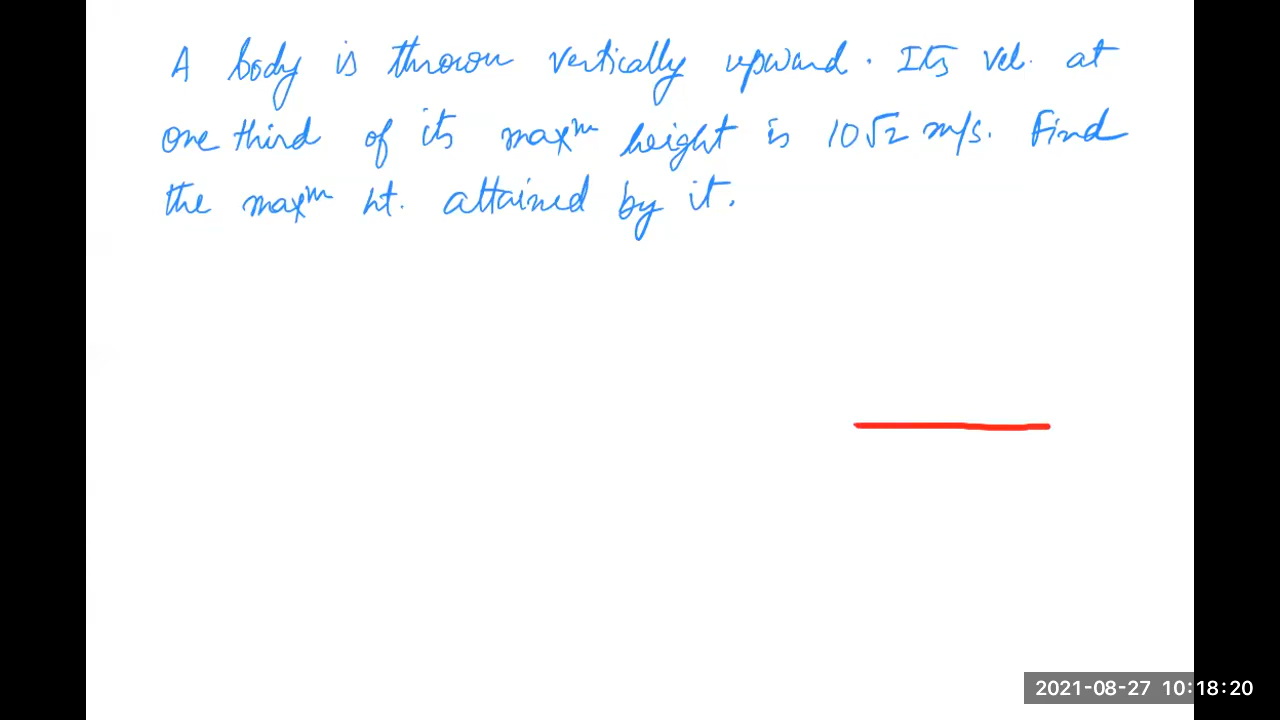 A body is thrown vertically upward. Its vel. at
one third of its maxᵐ height is 10√2 m/s. Find
the maxᵐ ht. attained by it.
2021-08-27 10:18:20